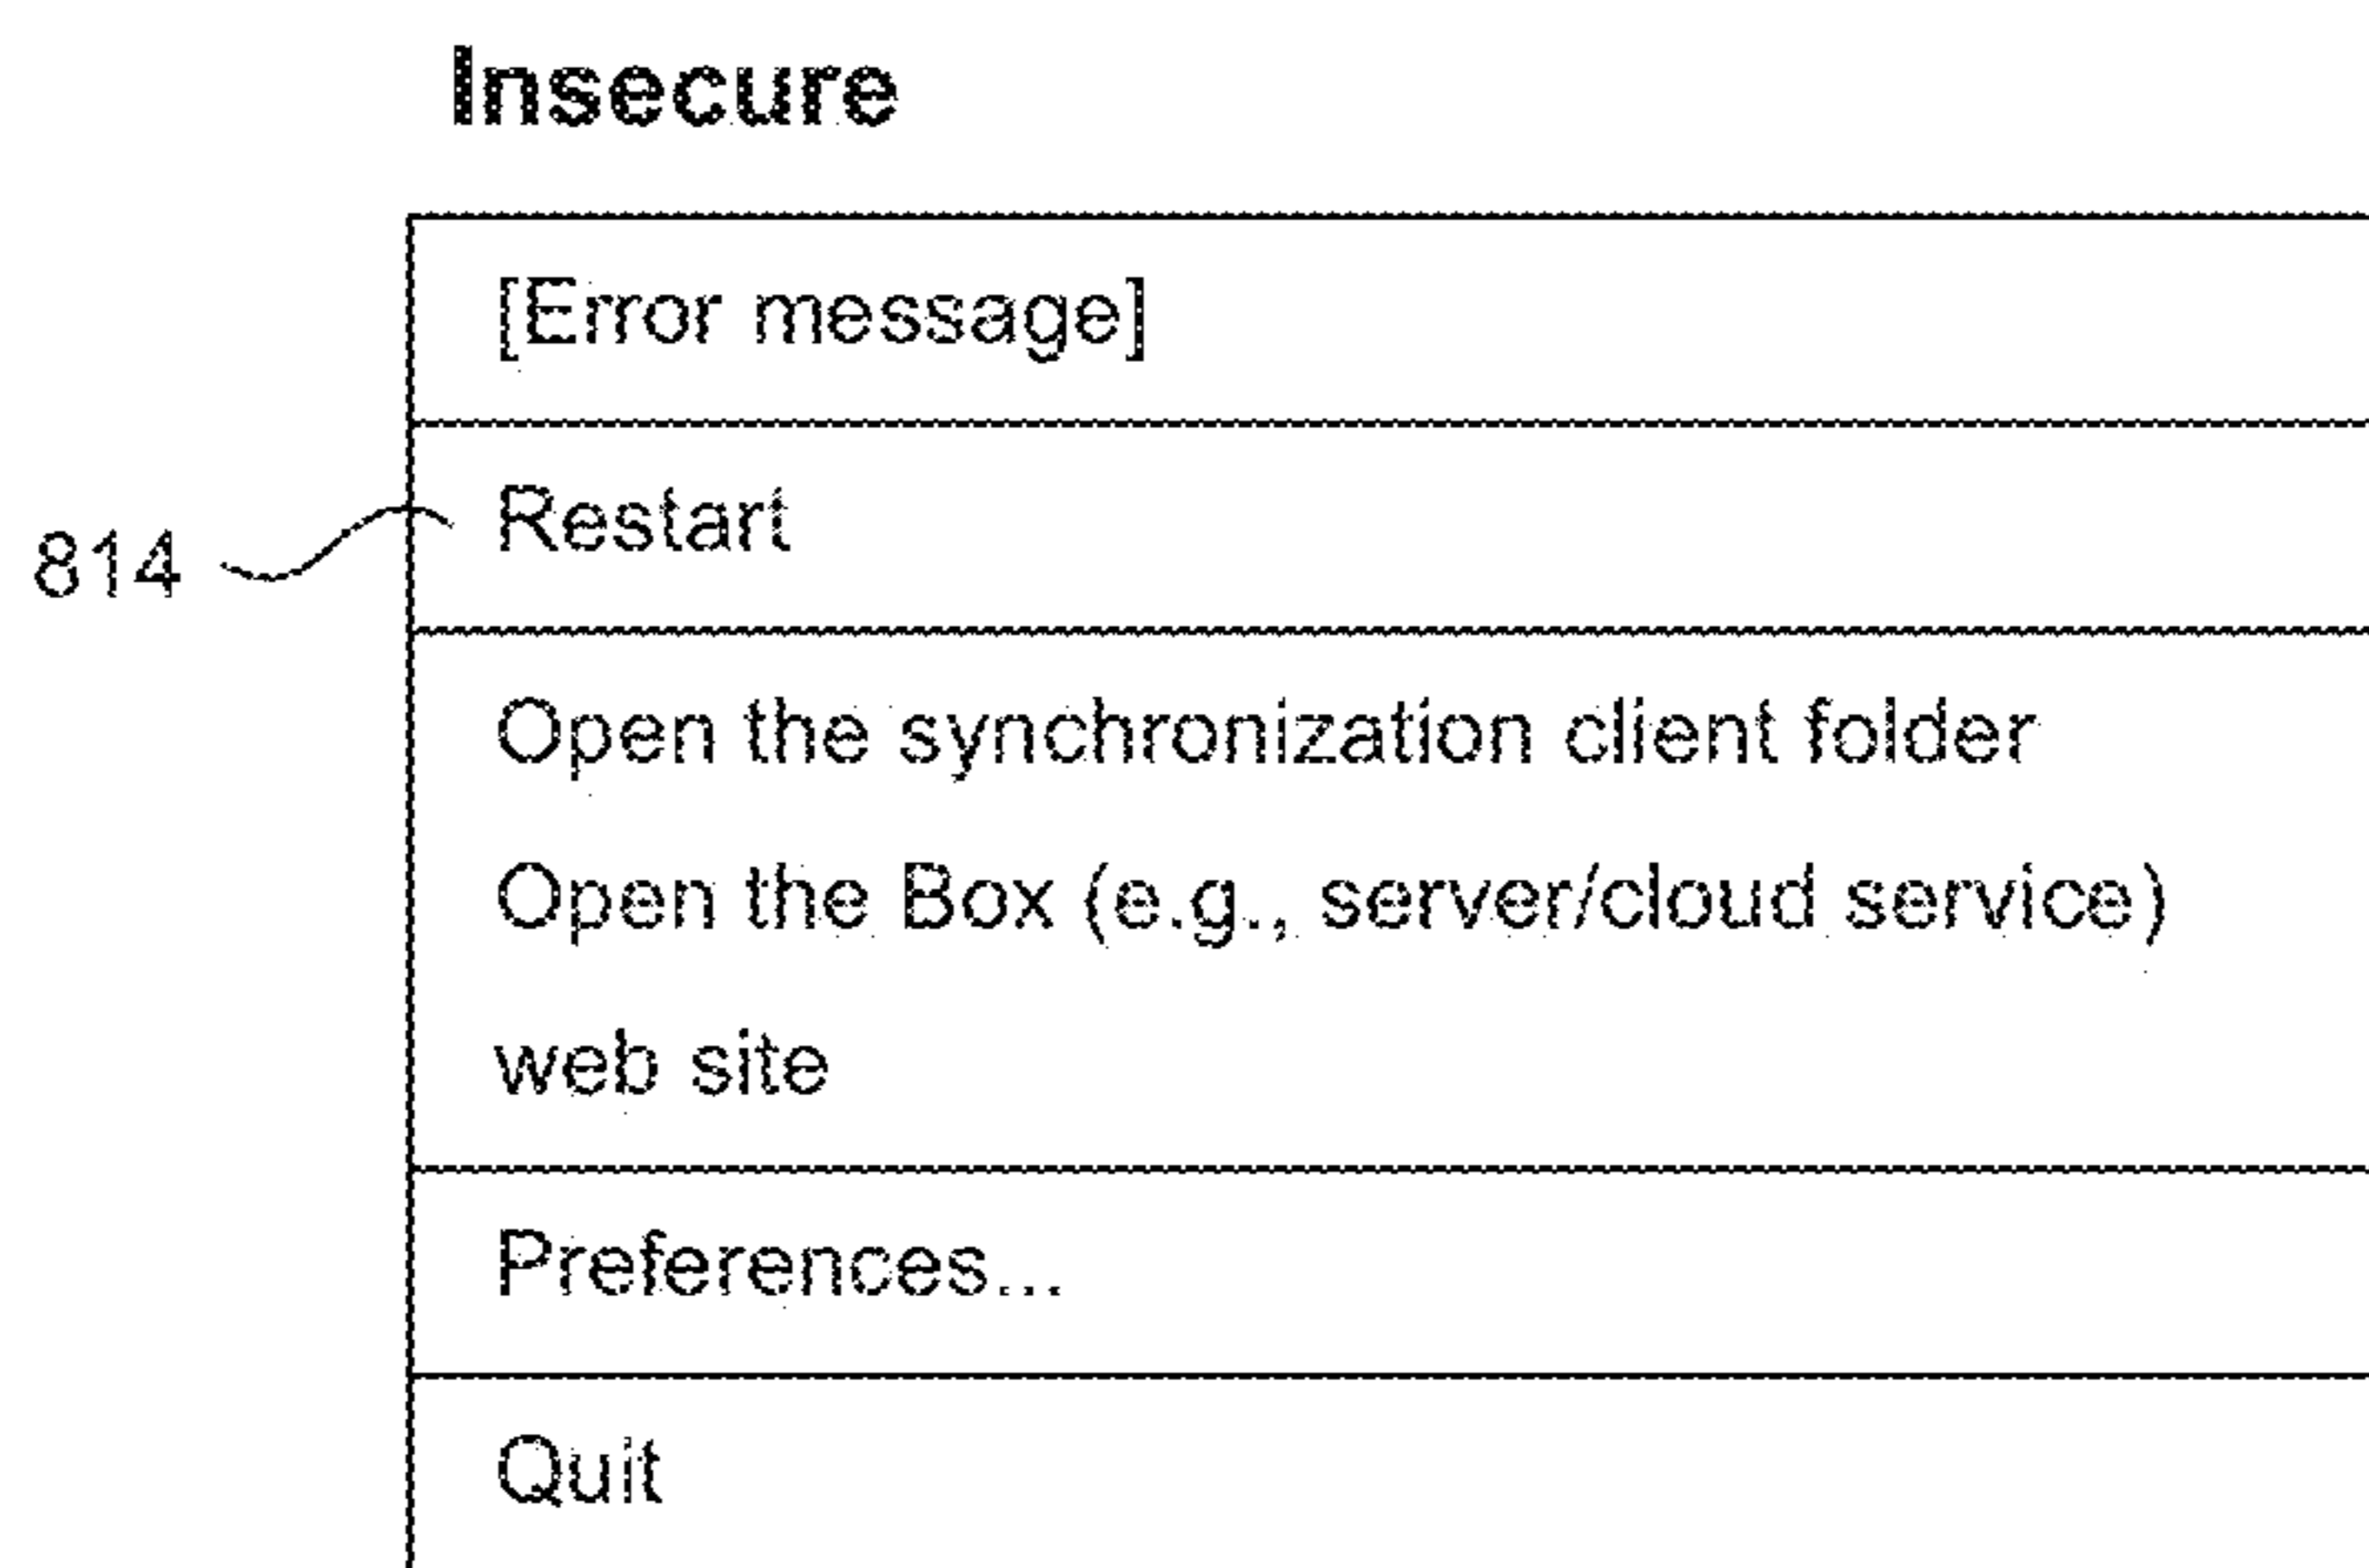 Insecure
[Error message]
814
Restart
Open the synchronization client folder
Open the Box (e.g., server/cloud service)
web site
Preferences...
Quit